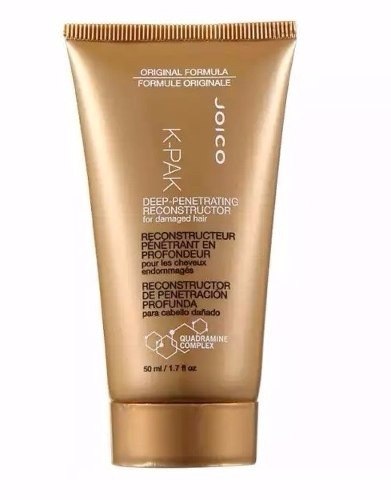 ORIGINAL FORMULA
FORMULE ORIGINALE
JOICO
K-PAK
DEEP-PENETRATING
RECONSTRUCTOR
for damaged hair
RECONSTRUCTEUR
PÉNÉTRANT EN
PROFONDEUR
pour les cheveux
endommagés
RECONSTRUCTOR
DE PENETRACIÓN
PROFUNDA
para cabello dañado
QUADRAMINE
COMPLEX
50 ml / 1.7 fl oz